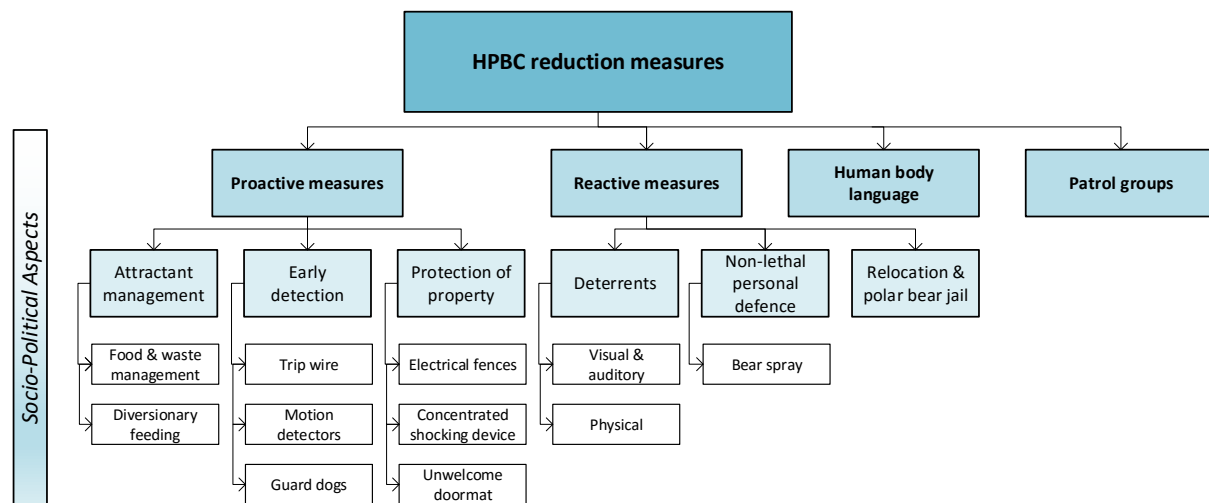 HPBC reduction measures
Socio-Political Aspects
Proactive measures
Reactive measures
Human body
language
Patrol groups
Attractant
management
Early
detection
Protection of
property
Deterrents
Non-lethal
personal
defence
Relocation &
polar bear jail
Food & waste
management
Trip wire
Electrical fences
Visual &
auditory
Bear spray
Diversionary
feeding
Motion
detectors
Concentrated
shocking device
Physical
Guard dogs
Unwelcome
doormat